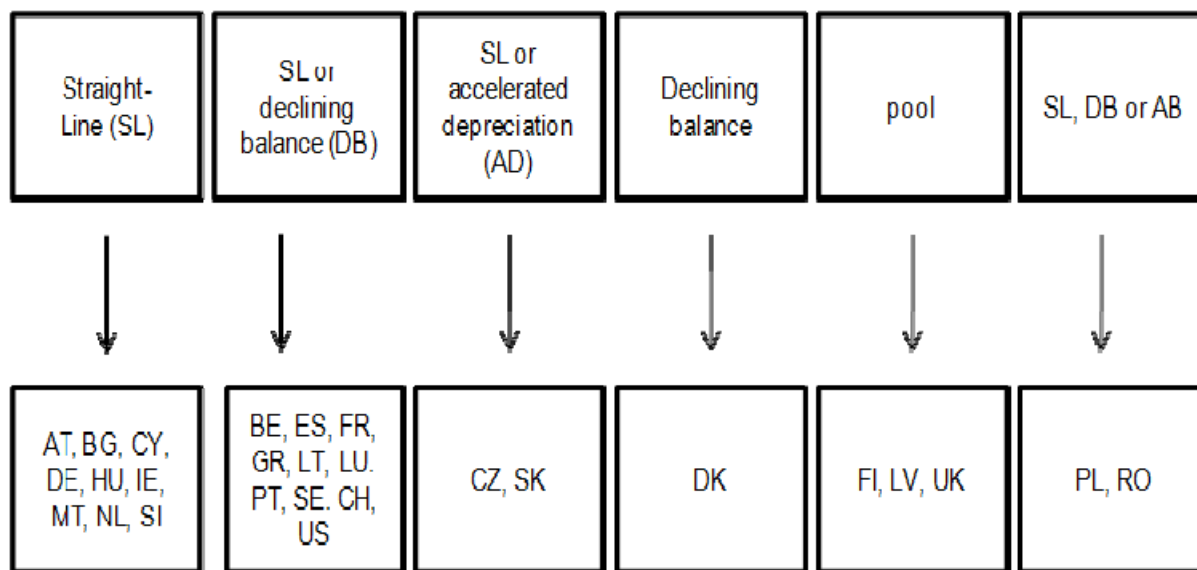 Straight-
Line (SL)
SL or
declining
balance (DB)
SL or
accelerated
depreciation
(AD)
Declining
balance
pool
SL, DB or AB
AT, BG, CY,
DE, HU, IE,
MT, NL, SI
BE, ES, FR,
GR, LT, LU.
PT, SE. CH,
US
CZ, SK
DK
FI, LV, UK
PL, RO